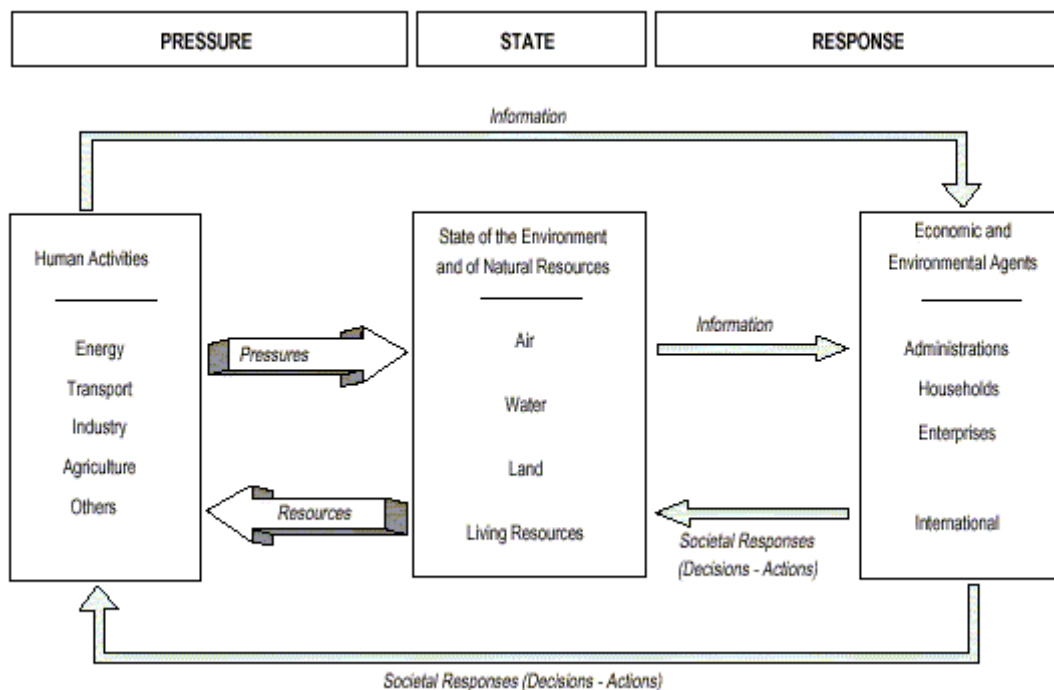 PRESSURE
STATE
RESPONSE
Information
Human Activities
Energy
Transport
Industry
Agriculture
Others
Pressures
Resources
State of the Environment
and of Natural Resources
Air
Water
Land
Living Resources
Information
Societal Responses
(Decisions - Actions)
Economic and
Environmental Agents
Administrations
Households
Enterprises
International
Societal Responses (Decisions - Actions)